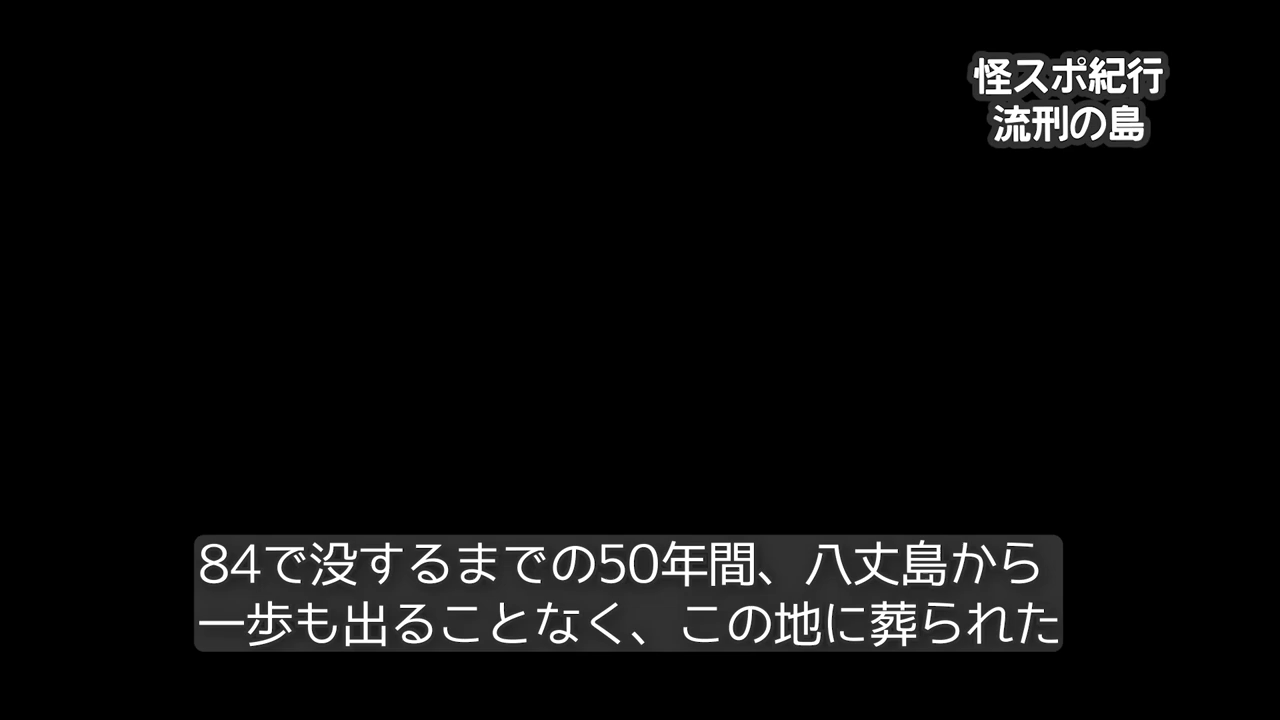 怪スポ紀行
流刑の島
84で没するまでの50年間、八丈島から
一歩も出ることなく、この地に葬られた